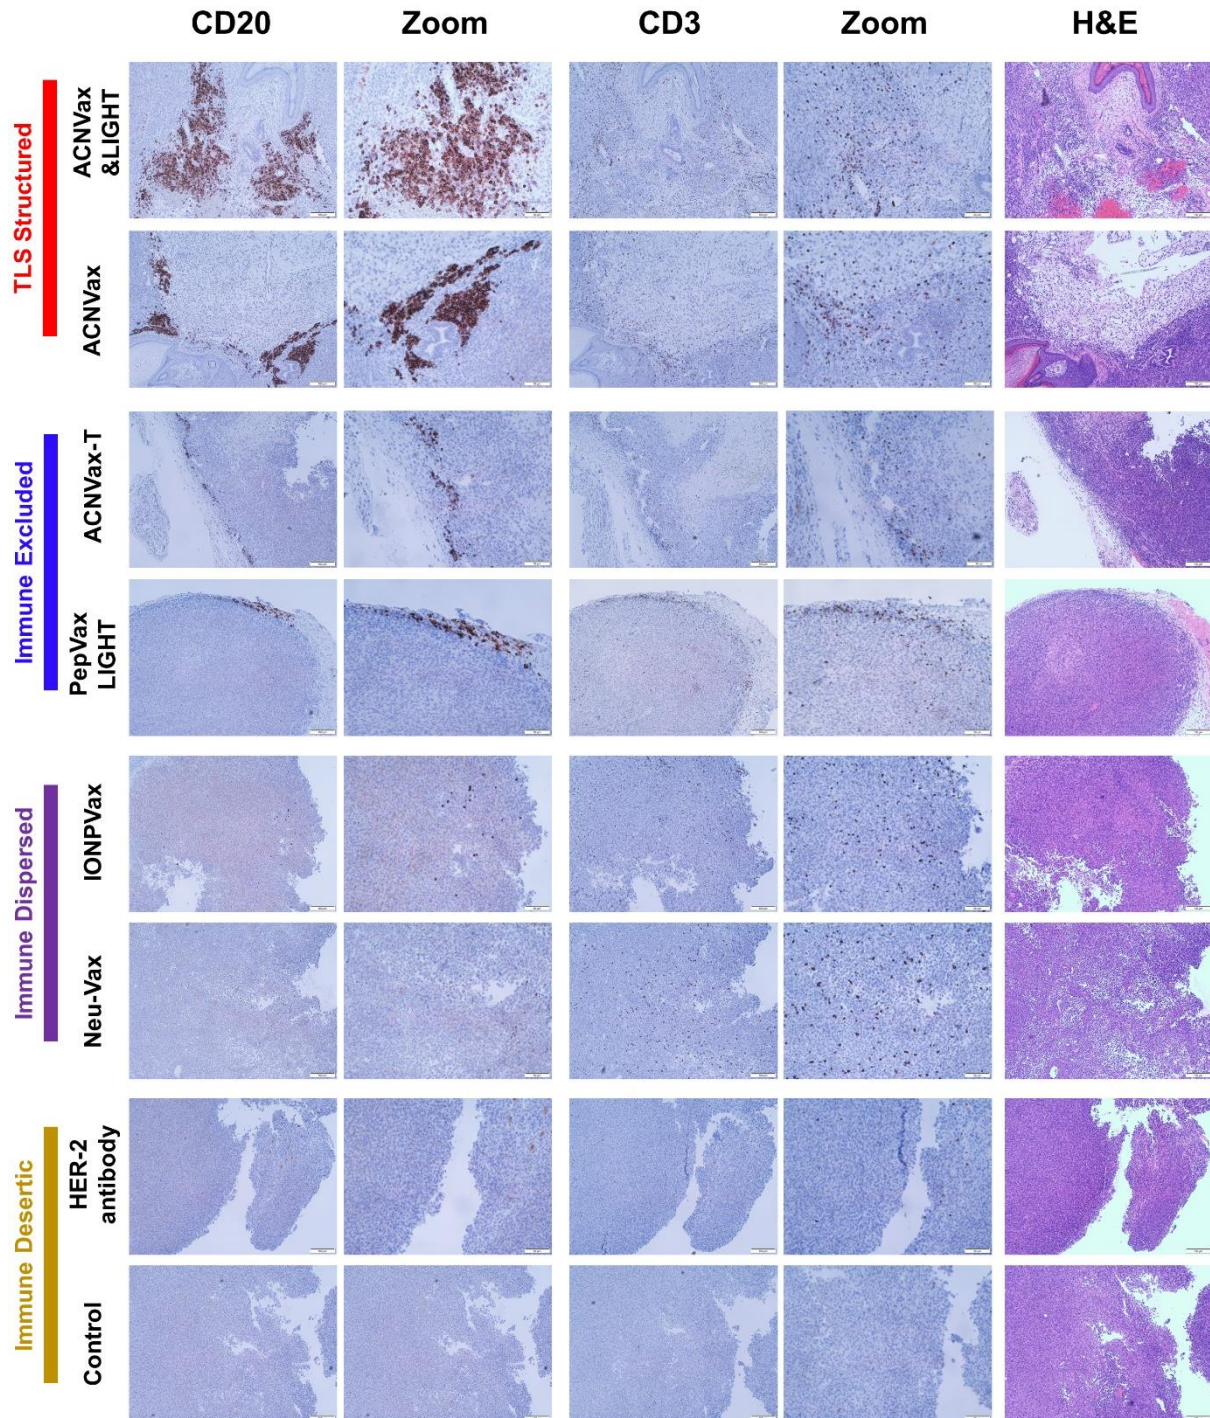 CD20 Zoom CD3 Zoom H&E
TLS Structured
ACNVax
&LIGHT
ACNVax
Immune Excluded
ACNVax-T
PepVax
LIGHT
Immune Dispersed
IONPVax
Neu-Vax
Immune Desertic
HER-2
antibody
Control